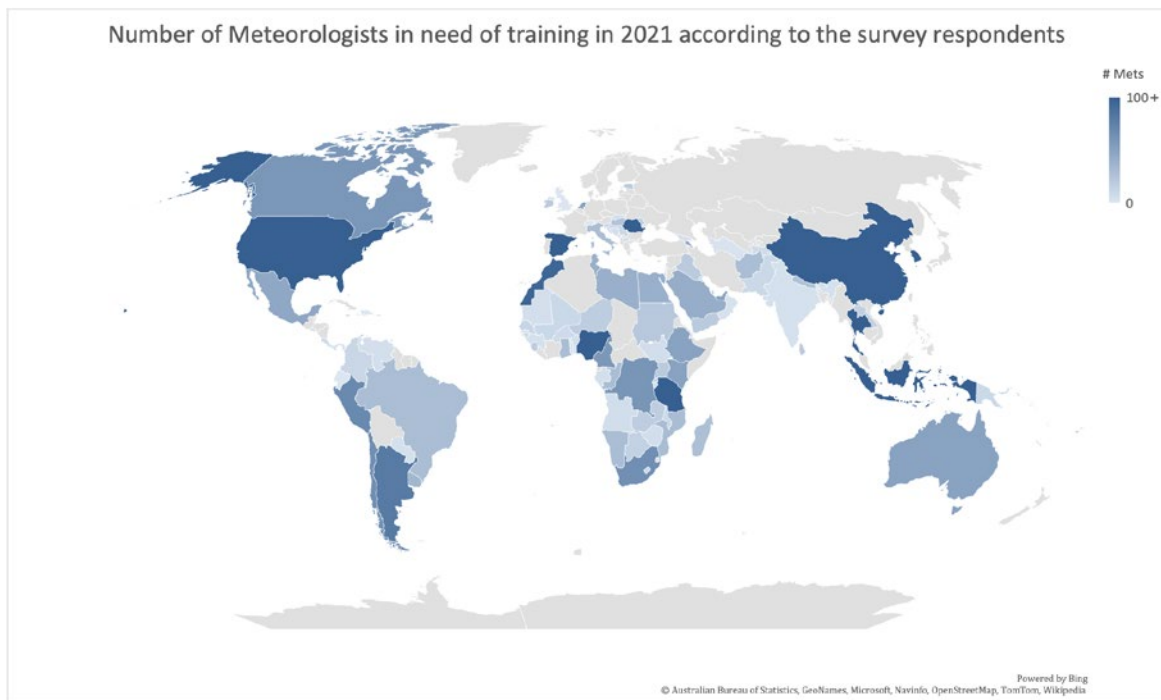 Number of Meteorologists in need of training in 2021 according to the survey respondents
# Mets
100+
0
Powered by Bing
© Australian Bureau of Statistics, GeoNames, Microsoft, Navinfo, OpenStreetMap, TomTom, Wikipedia